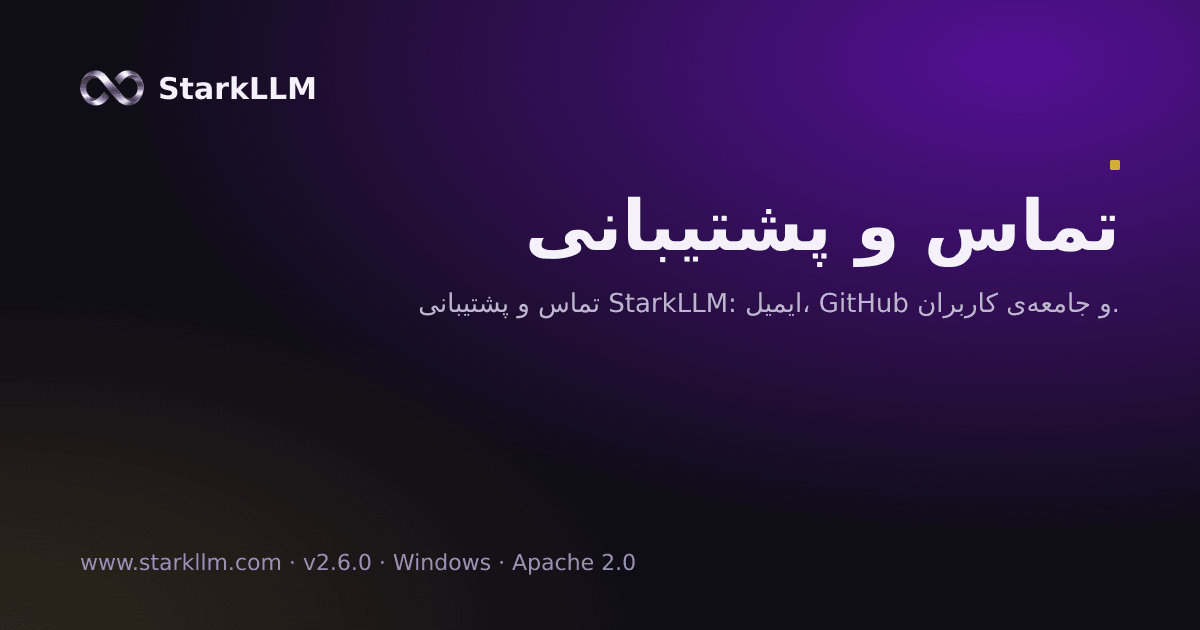 StarkLLM
تماس و پشتیبانی
تماس و پشتیبانی StarkLLM: ایمیل، GitHub و جامعه‌ی کاربران.
www.starkllm.com · v2.6.0 · Windows · Apache 2.0